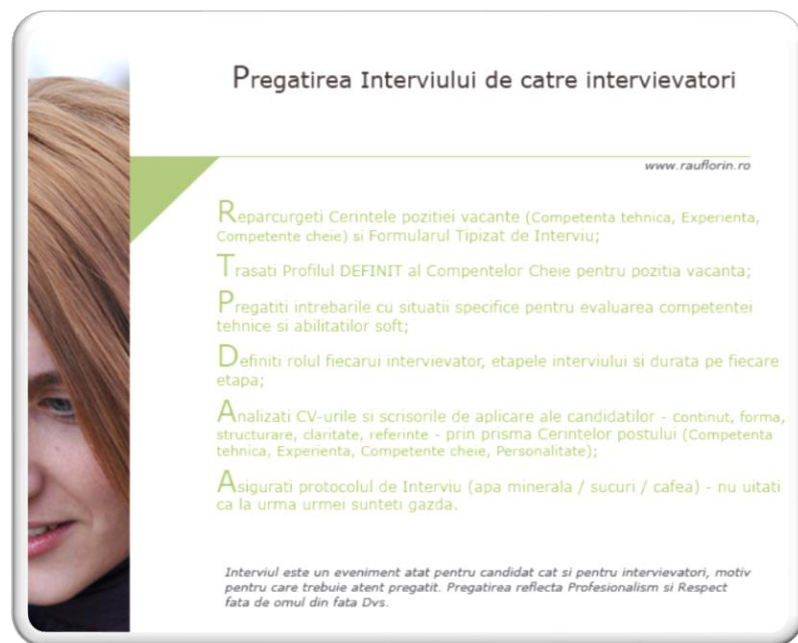 Pregatirea Interviului de catre intervievatori
www.rauflorin.ro
Reparcurgeti Cerintele pozitiei vacante (Competenta tehnica, Experienta,
Competente cheie) si Formularul Tipizat de Interviu;
Trasati Profilul DEFINIT al Compentelor Cheie pentru pozitia vacanta;
Pregatiti intrebarile cu situatii specifice pentru evaluarea competentei
tehnice si abilitatilor soft;
Definiti rolul fiecarui intervievator, etapele interviului si durata pe fiecare
etapa;
Analizati CV-urile si scrisorile de aplicare ale candidatilor - continut, forma,
structurare, claritate, referinte - prin prisma Cerintelor postului (Competenta
tehnica, Experienta, Competente cheie, Personalitate);
Asigurati protocolul de Interviu (apa minerala / sucuri / cafea) - nu uitati
ca la urma urmei sunteti gazda.
Interviul este un eveniment atat pentru candidat cat si pentru intervievatori, motiv
pentru care trebuie atent pregatit. Pregatirea reflecta Profesionalism si Respect
fata de omul din fata Dvs.